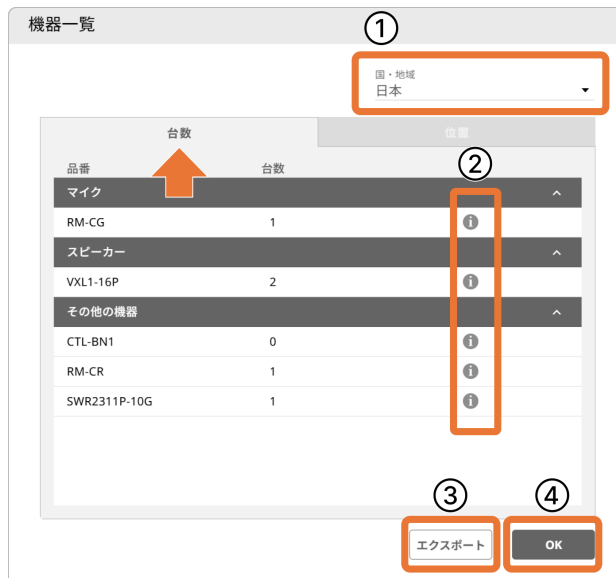 機器一覧
①
国・地域
日本
台数
位置
②
品番
台数
マイク
RM-CG
1
スピーカー
VXL1-16P
2
その他の機器
CTL-BN1
0
RM-CR
1
SWR2311P-10G
1
③
④
エクスポート
OK